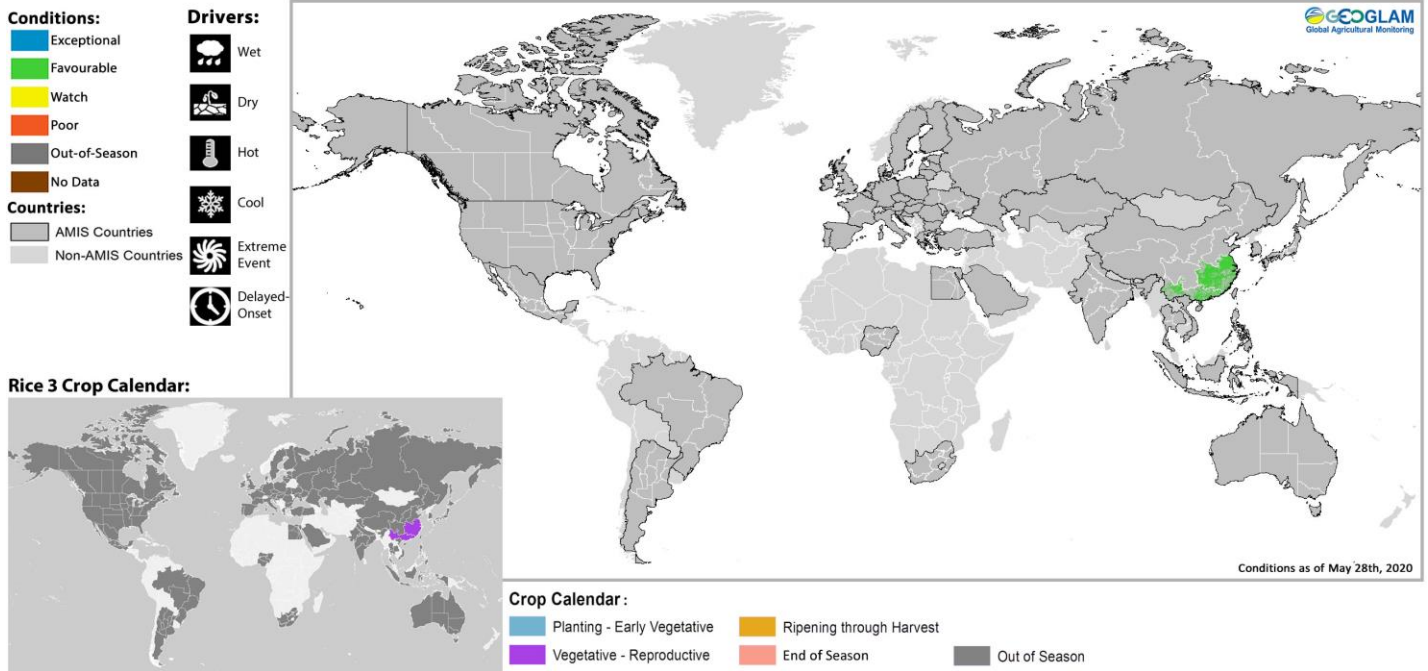 Conditions:
Exceptional
Favourable
Watch
Poor
Out-of-Season
No Data
Countries:
AMIS Countries
Non-AMIS Countries
Drivers:
Wet
Dry
Hot
Cool
Extreme
Event
Delayed-
Onset
GEOGLAM
Global Agricultural Monitoring
Conditions as of May 28th, 2020
Rice 3 Crop Calendar:
Crop Calendar :
Planting - Early Vegetative
Vegetative - Reproductive
Ripening through Harvest
End of Season
Out of Season